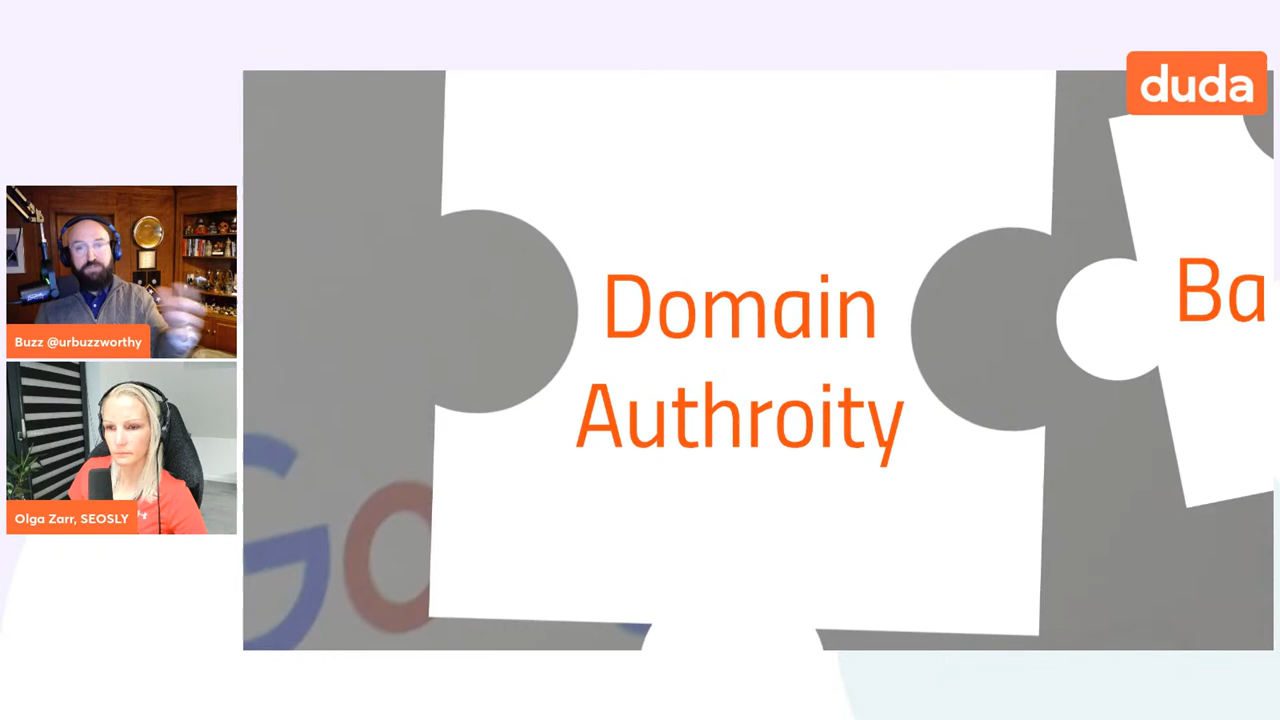 duda
Buzz @urbuzzworthy
Olga Zarr, SEOSLY
Domain
Authroity
Ba
Go